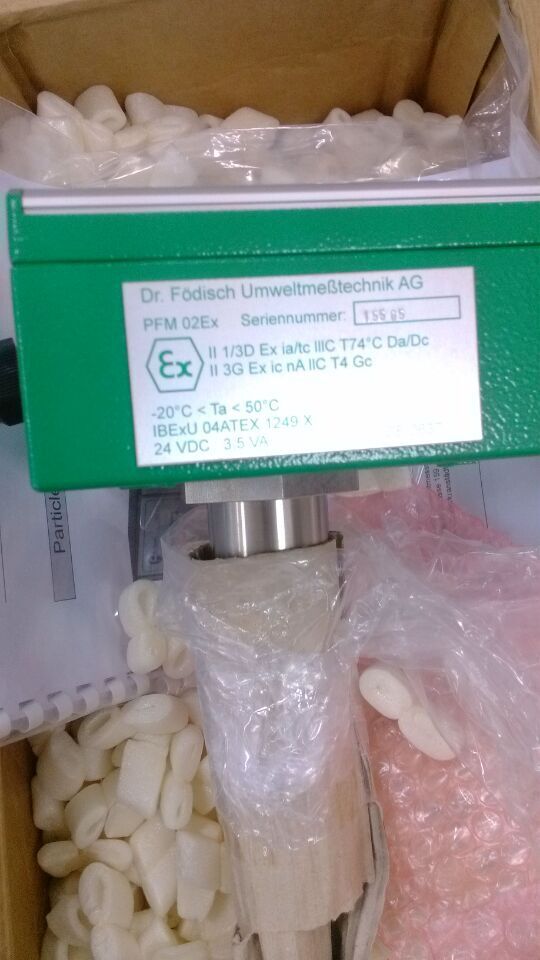 Dr. Födisch Umweltmeßtechnik AG
PFM 02Ex Seriennummer: 15565
Ex
II 1/3D Ex ia/tc IIIC T74°C Da/Dc
II 3G Ex ic nA IIC T4 Gc
-20°C < Ta < 50°C
IBExU 04ATEX 1249 X
24 VDC 3.5 VA
Particle